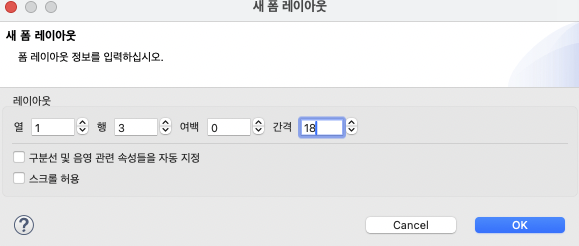 새 폼 레이아웃
새 폼 레이아웃
폼 레이아웃 정보를 입력하십시오.
레이아웃
열 1 행 3 여백 0 간격 18
구분선 및 음영 관련 속성들을 자동 지정
스크롤 허용
? Cancel OK